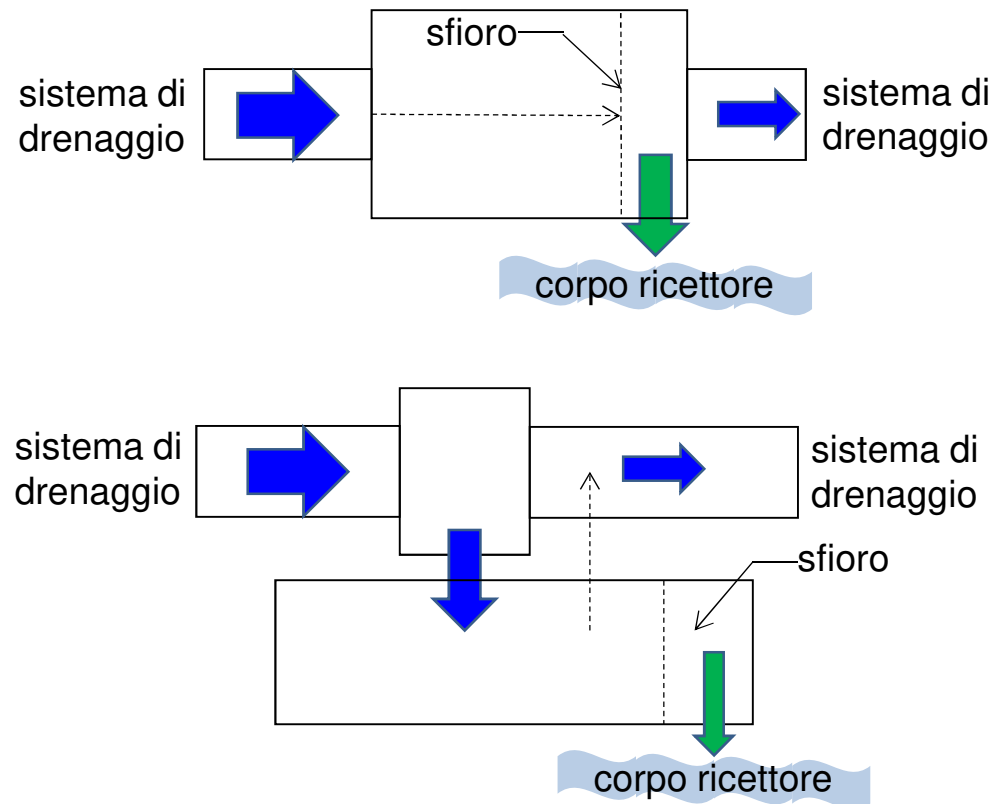 sfioro
sistema di
drenaggio
sistema di
drenaggio
corpo ricettore
sistema di
drenaggio
sistema di
drenaggio
sfioro
corpo ricettore